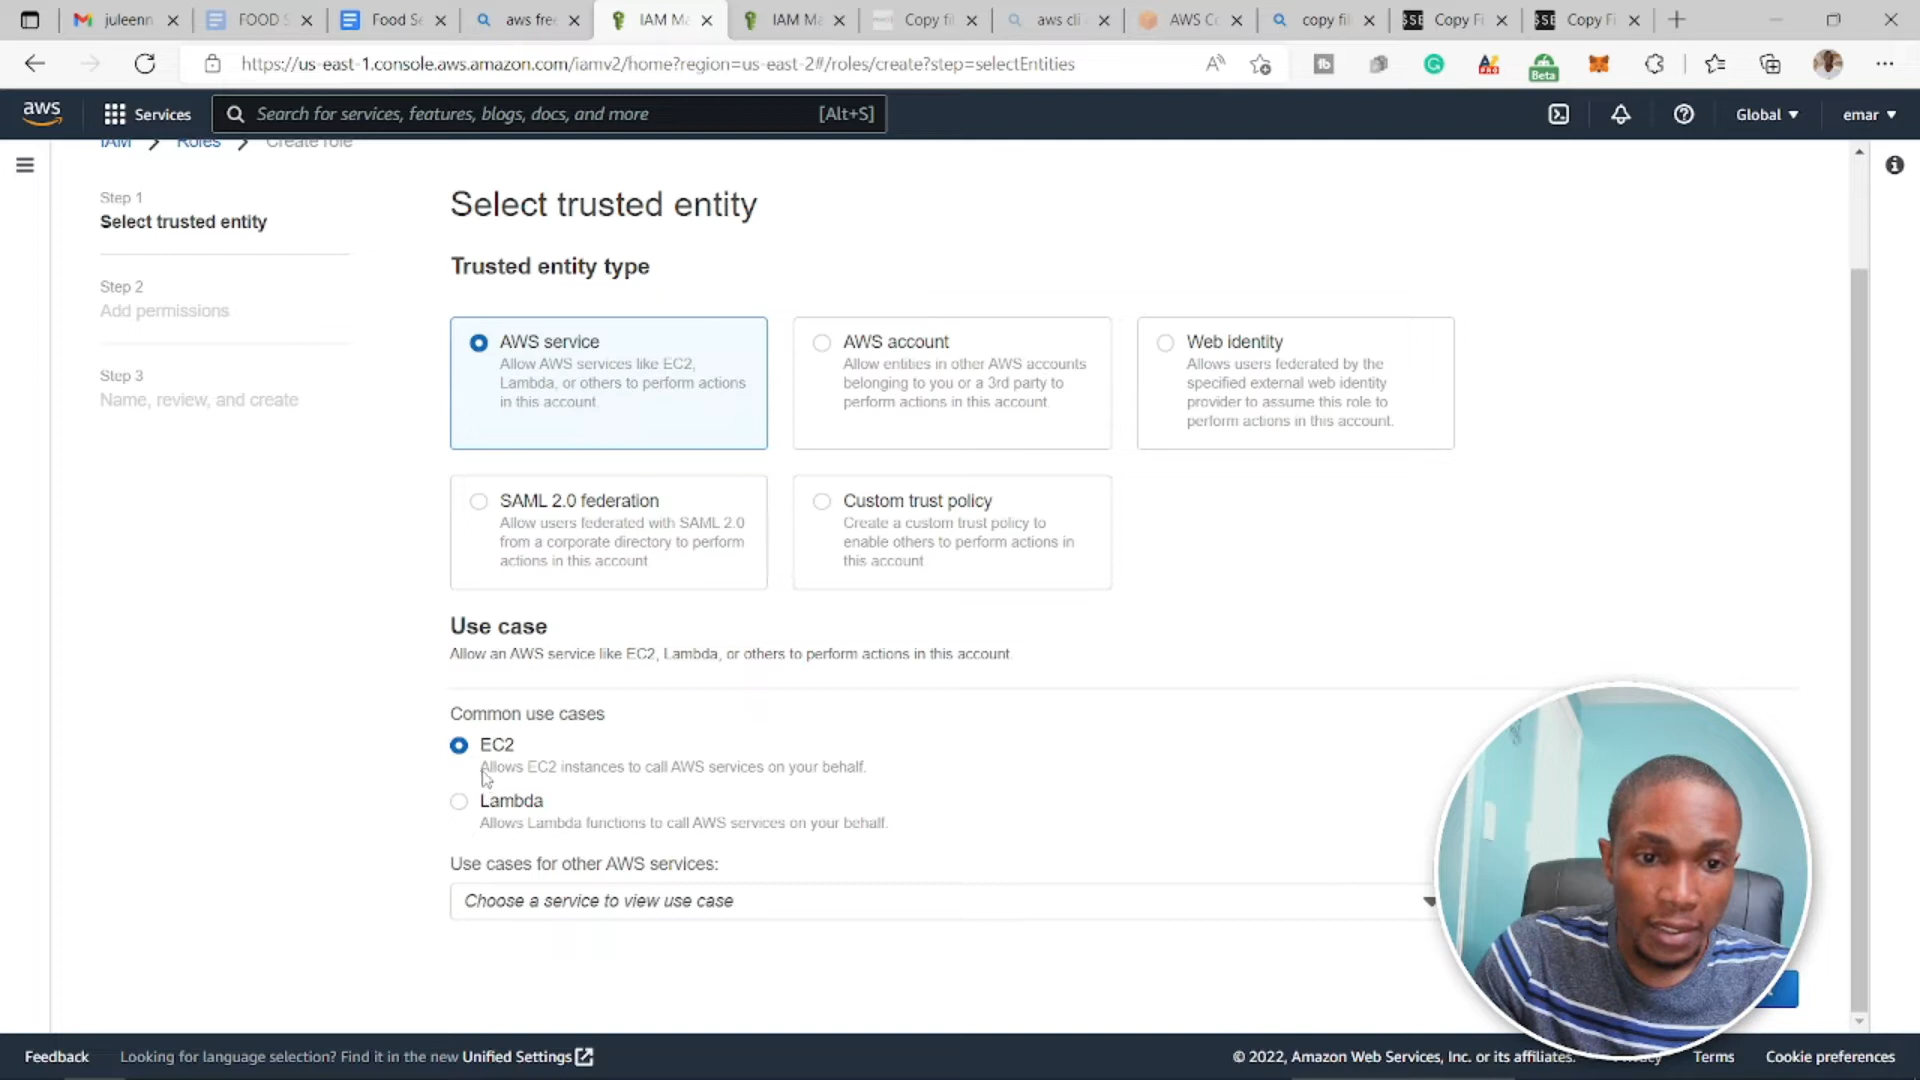 juleenn
FOOD S
Food Se
aws fre
IAM Ma
IAM Ma
Copy fil
aws cli
AWS Co
copy fil
Copy Fi
Copy Fi
https://us-east-1.console.aws.amazon.com/iamv2/home?region=us-east-2#/roles/create?step=selectEntities
Beta
aws
Services
Search for services, features, blogs, docs, and more
[Alt+S]
Global
emar
IAM
Roles
Create role
Step 1
Select trusted entity
Step 2
Add permissions
Step 3
Name, review, and create
Select trusted entity
Trusted entity type
AWS service
Allow AWS services like EC2,
Lambda, or others to perform actions
in this account.
AWS account
Allow entities in other AWS accounts
belonging to you or a 3rd party to
perform actions in this account.
Web identity
Allows users federated by the
specified external web identity
provider to assume this role to
perform actions in this account.
SAML 2.0 federation
Allow users federated with SAML 2.0
from a corporate directory to perform
actions in this account
Custom trust policy
Create a custom trust policy to
enable others to perform actions in
this account
Use case
Allow an AWS service like EC2, Lambda, or others to perform actions in this account.
Common use cases
EC2
Allows EC2 instances to call AWS services on your behalf.
Lambda
Allows Lambda functions to call AWS services on your behalf.
Use cases for other AWS services:
Choose a service to view use case
Feedback
Looking for language selection? Find it in the new Unified Settings
© 2022, Amazon Web Services, Inc. or its affiliates.
Terms
Cookie preferences